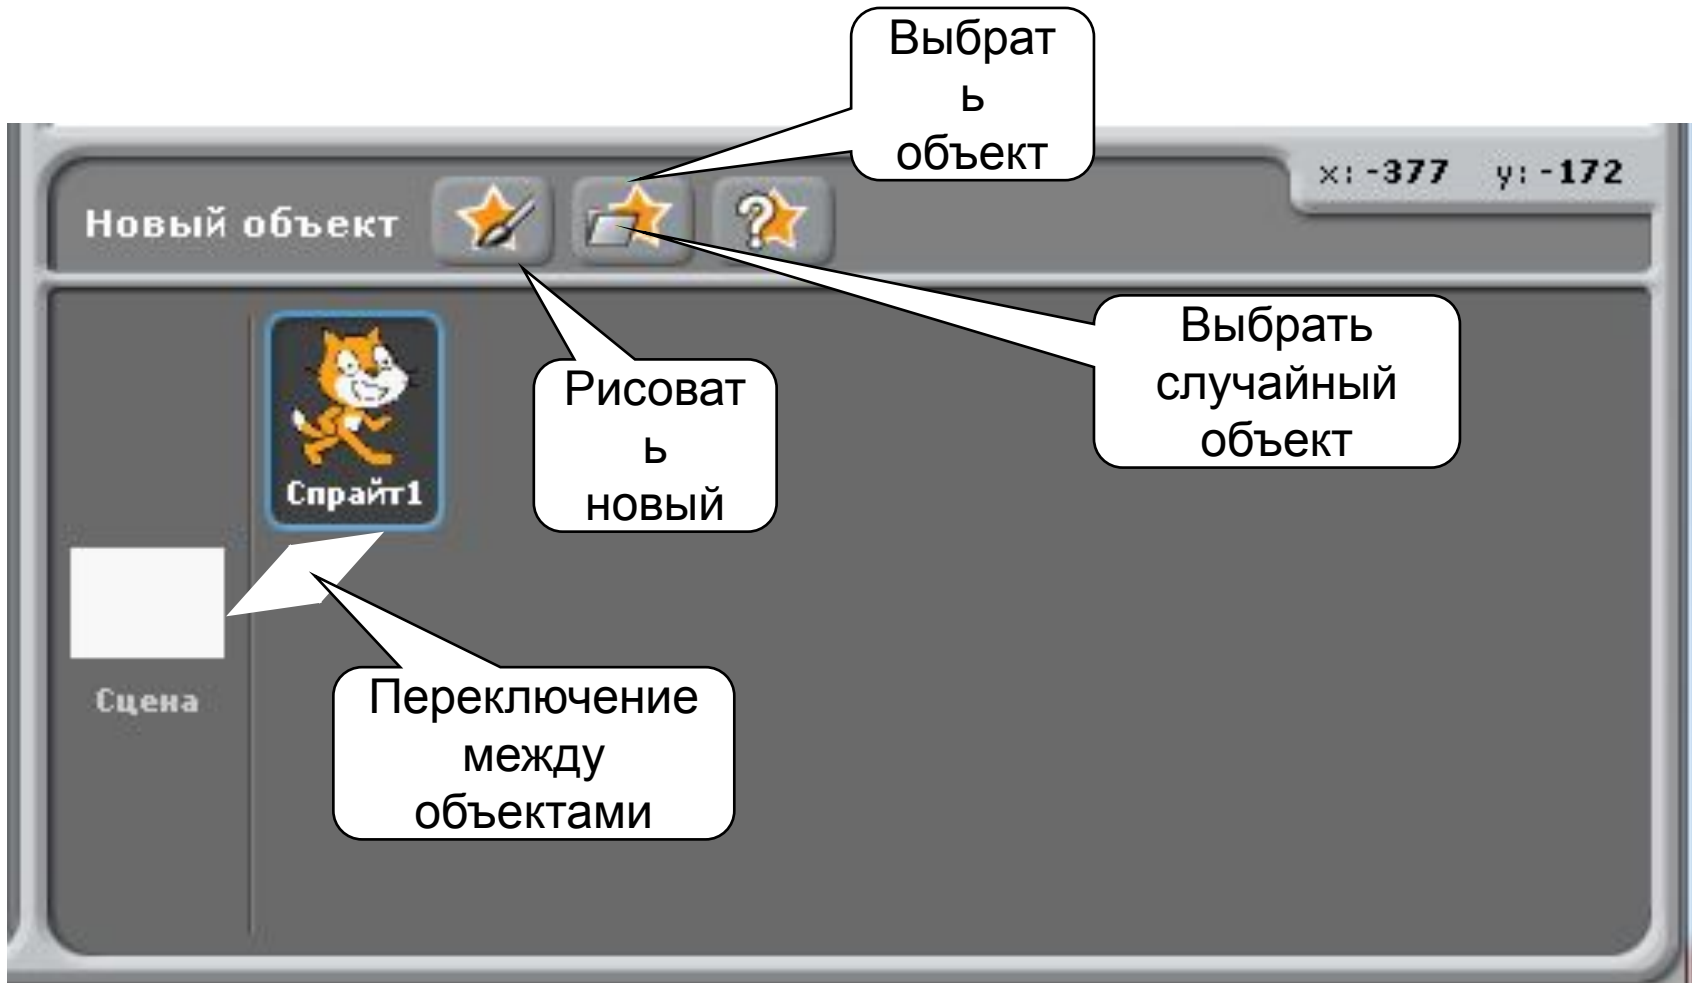 Выбрат
ь
объект
x: -377 y: -172
Новый объект
Выбрать
случайный
объект
Рисоват
ь
новый
Спрайт1
Сцена
Переключение
между
объектами